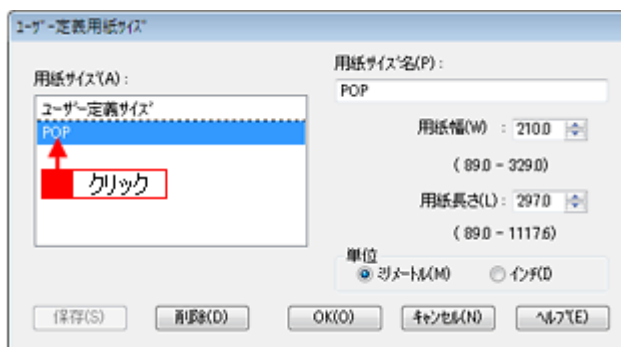 ユーザー定義用紙サイズ
用紙サイズ(A):
ユーザー定義サイズ
POP
クリック
用紙サイズ名(P):
POP
用紙幅(W) : 210.0
( 89.0 - 329.0)
用紙長さ(L): 297.0
( 89.0 - 1117.6)
単位
ミリメートル(M) インチ(I)
保存(S) 削除(D) OK(O) キャンセル(N) ヘルプ(E)